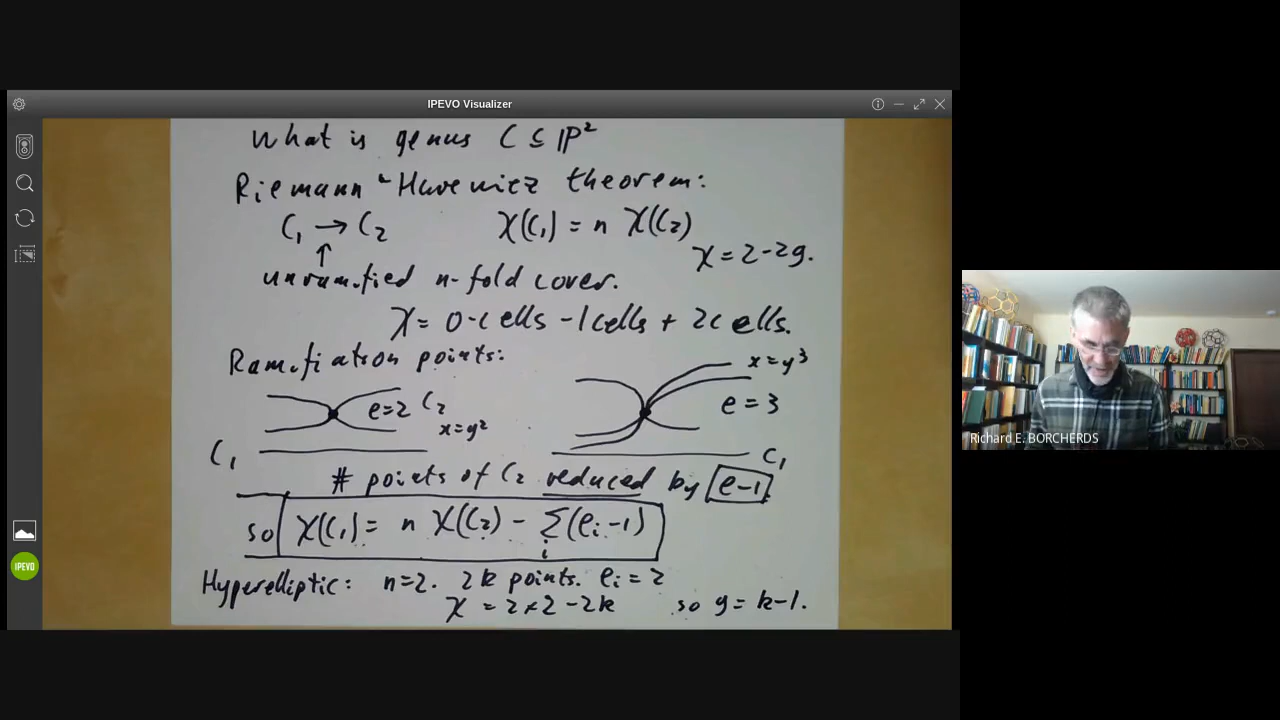 IPEVO Visualizer
What is genus C ⊆ ℙ²
Riemann - Hurwitz theorem:
C₁ → C₂ χ(C₁) = n χ(C₂)
↑ χ = 2-2g.
unramified n-fold cover.
χ = 0-cells - 1cells + 2cells.
Ramification points:
x=y³
e=2 C₂ e=3
x=y²
C₁ C₁
# points of C₂ reduced by e-1
so χ(C₁) = n χ(C₂) - Σ(eᵢ-1)
i
Hyperelliptic: n=2. 2k points. eᵢ=2
χ = 2×2-2k so g = k-1.
IPEVO
Richard E. BORCHERDS